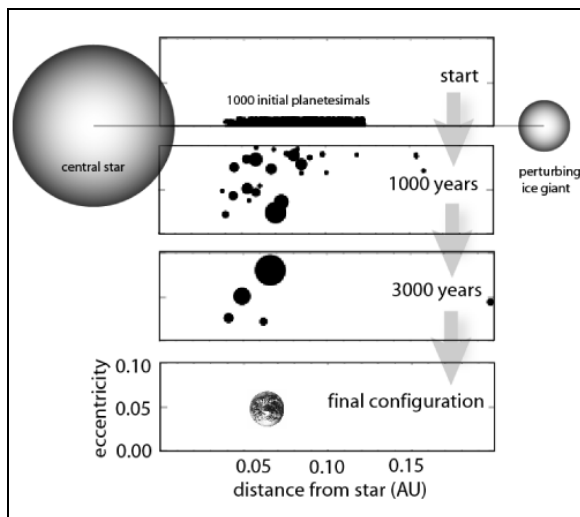 start
1000 initial planetesimals
central star
perturbing
ice giant
1000 years
3000 years
final configuration
eccentricity
0.10
0.05
0.00
0.05 0.10 0.15
distance from star (AU)